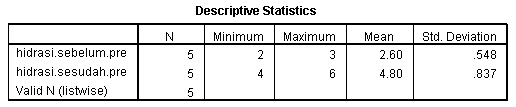 Descriptive Statistics
N Minimum Maximum Mean Std. Deviation
hidrasi.sebelum.pre 5 2 3 2.60 .548
hidrasi.sesudah.pre 5 4 6 4.80 .837
Valid N (listwise) 5